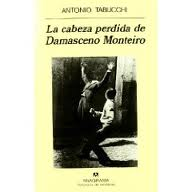 ANTONIO TABUCCHI
La cabeza perdida de
Damasceno Monteiro
ANAGRAMA